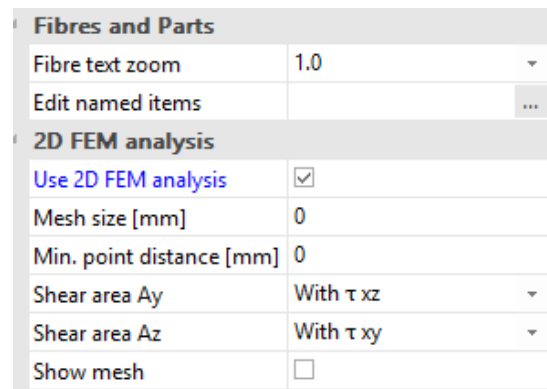 Fibres and Parts
Fibre text zoom 1.0
Edit named items ...
2D FEM analysis
Use 2D FEM analysis
Mesh size [mm] 0
Min. point distance [mm] 0
Shear area Ay With τ xz
Shear area Az With τ xy
Show mesh